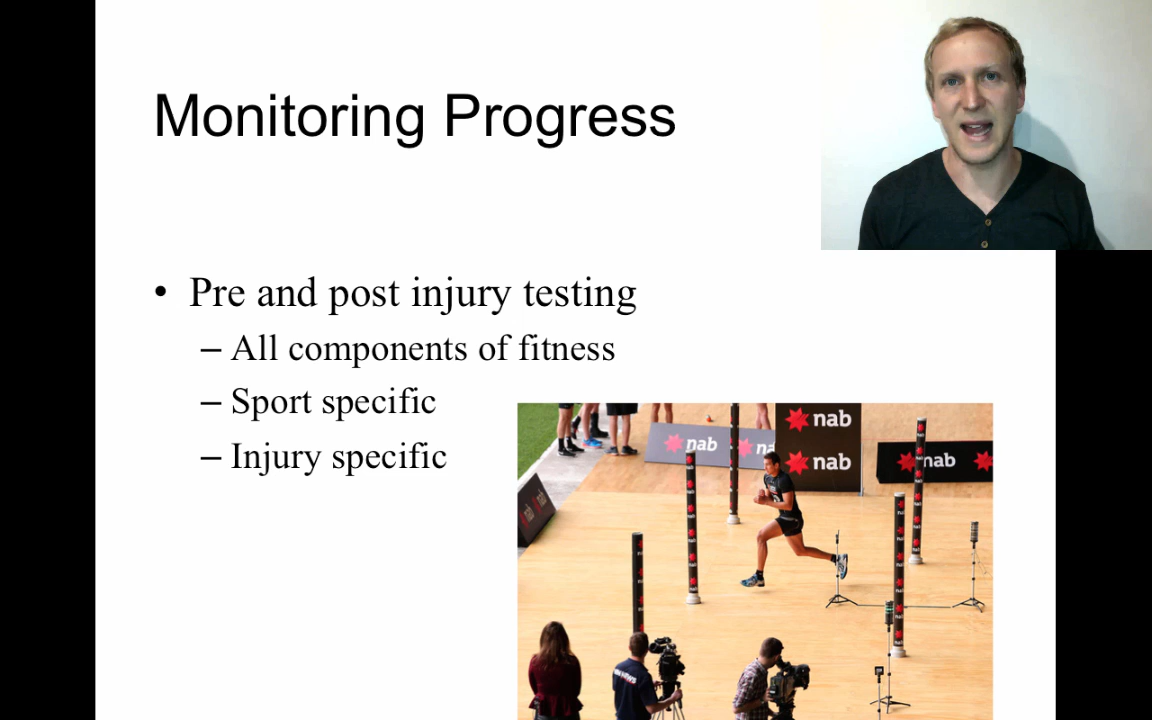 Monitoring Progress
• Pre and post injury testing
– All components of fitness
– Sport specific
– Injury specific
nab
nab
nab
nab